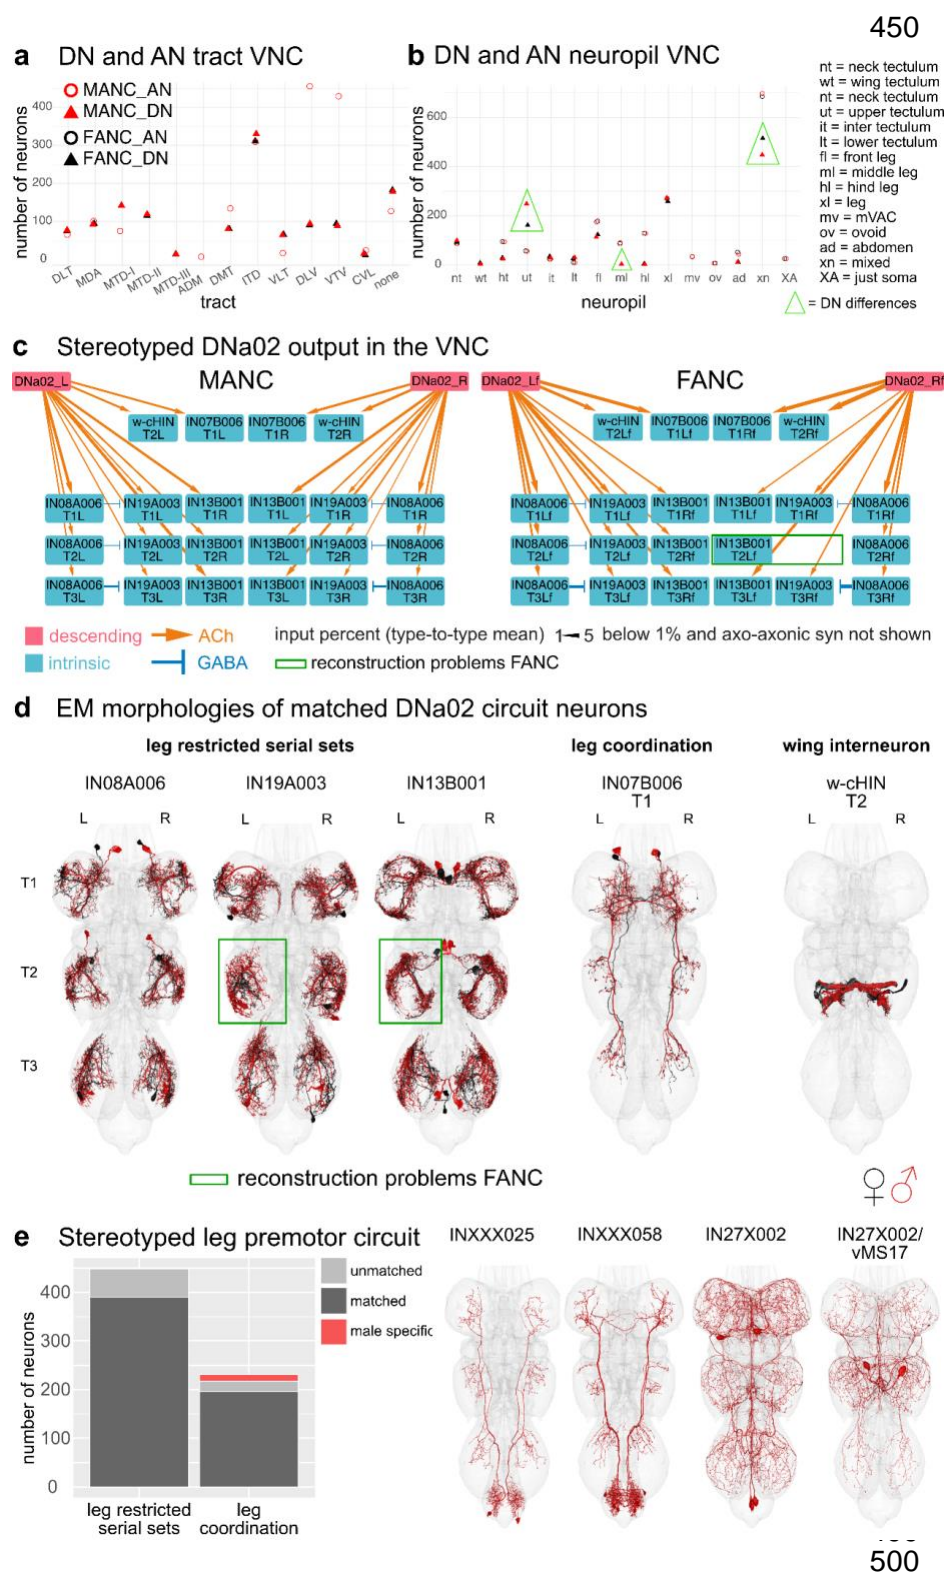 450
a DN and AN tract VNC
MANC_AN
MANC_DN
FANC_AN
FANC_DN
number of neurons
400
300
200
100
0
DLT
MDA
MTD-I
MTD-II
MTD-III
ADM
DMT
ITD
VLT
DLV
VTV
CVL
none
tract
b DN and AN neuropil VNC
number of neurons
600
400
200
0
nt wt ht ut it lt fl ml hl xl mv ov ad xn XA
neuropil
nt = neck tectulum
wt = wing tectulum
nt = neck tectulum
ut = upper tectulum
it = inter tectulum
lt = lower tectulum
fl = front leg
ml = middle leg
hl = hind leg
xl = leg
mv = mVAC
ov = ovoid
ad = abdomen
xn = mixed
XA = just soma
= DN differences
c Stereotyped DNa02 output in the VNC
DNa02_L MANC DNa02_R DNa02_Lf FANC DNa02_Rf
w-cHIN IN07B006 IN07B006 w-cHIN w-cHIN IN07B006 IN07B006 w-cHIN
T2L T1L T1R T2R T2Lf T1Lf T1Rf T2Rf
IN08A006 IN19A003 IN13B001 IN13B001 IN19A003 IN08A006 IN08A006 IN19A003 IN13B001 IN13B001 IN19A003 IN08A006
T1L T1L T1R T1L T1R T1R T1Lf T1Lf T1Rf T1Lf T1Rf T1Rf
IN08A006 IN19A003 IN13B001 IN13B001 IN19A003 IN08A006 IN08A006 IN19A003 IN13B001 IN13B001 IN08A006
T2L T2L T2R T2L T2R T2R T2Lf T2Lf T2Rf T2Lf T2Rf
IN08A006 IN19A003 IN13B001 IN13B001 IN19A003 IN08A006 IN08A006 IN19A003 IN13B001 IN13B001 IN19A003 IN08A006
T3L T3L T3R T3L T3R T3R T3Lf T3Lf T3Rf T3Lf T3Rf T3Rf
descending ACh input percent (type-to-type mean) 1 5 below 1% and axo-axonic syn not shown
intrinsic GABA reconstruction problems FANC
d EM morphologies of matched DNa02 circuit neurons
leg restricted serial sets leg coordination wing interneuron
IN08A006 IN19A003 IN13B001 IN07B006 w-cHIN
T1 T2
L R L R L R L R L R
T1
T2
T3
reconstruction problems FANC
♀ ♂
e Stereotyped leg premotor circuit
number of neurons
400
300
200
100
0
leg restricted
serial sets
leg
coordination
unmatched
matched
male specific
INXXX025 INXXX058 IN27X002 IN27X002/
vMS17
500